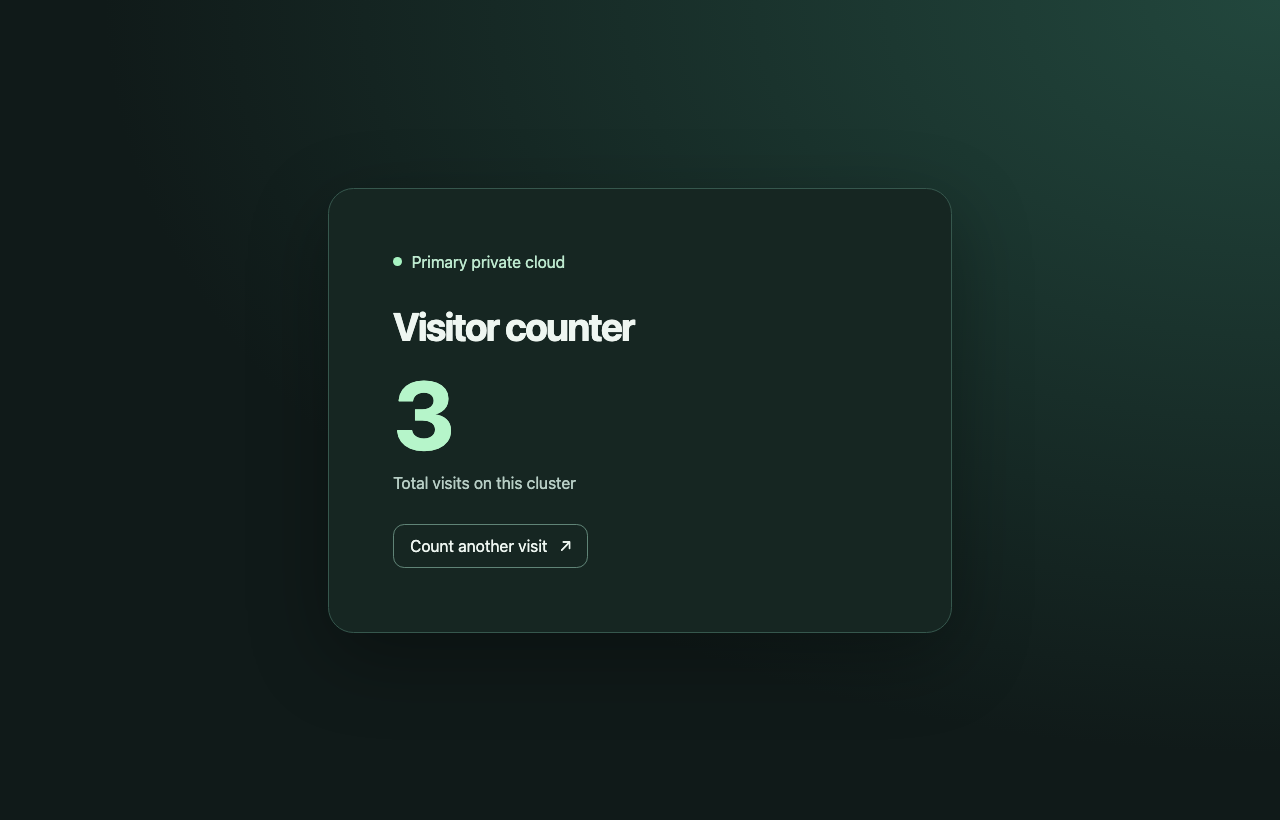 Primary private cloud
Visitor counter
3
Total visits on this cluster
Count another visit ↗